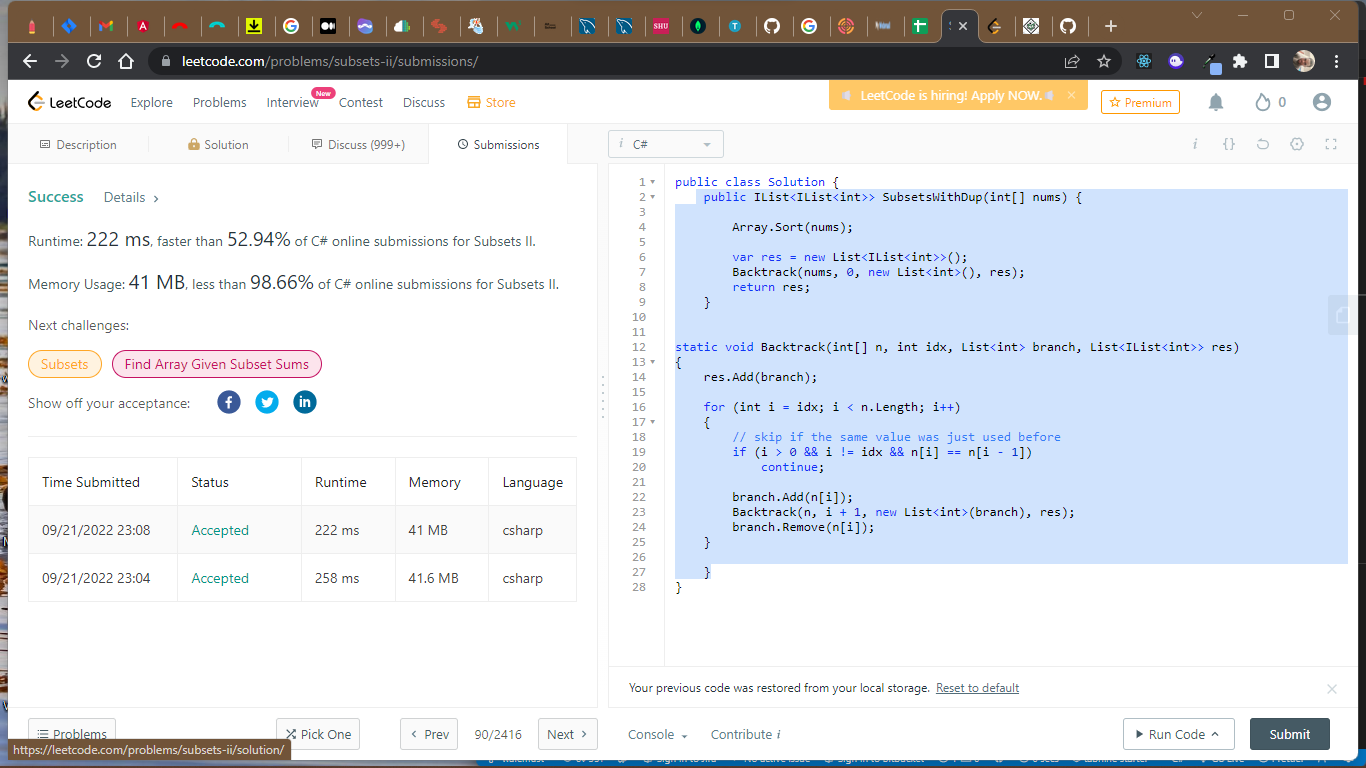 SHU
leetcode.com/problems/subsets-ii/submissions/
LeetCode Explore Problems Interview New Contest Discuss Store LeetCode is hiring! Apply NOW. Premium 0
Description Solution Discuss (999+) Submissions
Success Details
Runtime: 222 ms, faster than 52.94% of C# online submissions for Subsets II.
Memory Usage: 41 MB, less than 98.66% of C# online submissions for Subsets II.
Next challenges:
Subsets Find Array Given Subset Sums
Show off your acceptance:
Time Submitted Status Runtime Memory Language
09/21/2022 23:08 Accepted 222 ms 41 MB csharp
09/21/2022 23:04 Accepted 258 ms 41.6 MB csharp
i C#
1 public class Solution {
2 public IList<IList<int>> SubsetsWithDup(int[] nums) {
3
4 Array.Sort(nums);
5
6 var res = new List<IList<int>>();
7 Backtrack(nums, 0, new List<int>(), res);
8 return res;
9 }
10
11
12 static void Backtrack(int[] n, int idx, List<int> branch, List<IList<int>> res)
13 {
14 res.Add(branch);
15
16 for (int i = idx; i < n.Length; i++)
17 {
18 // skip if the same value was just used before
19 if (i > 0 && i != idx && n[i] == n[i - 1])
20 continue;
21
22 branch.Add(n[i]);
23 Backtrack(n, i + 1, new List<int>(branch), res);
24 branch.Remove(n[i]);
25 }
26
27 }
28 }
Your previous code was restored from your local storage. Reset to default
Problems Pick One Prev 90/2416 Next Console Contribute i Run Code Submit
https://leetcode.com/problems/subsets-ii/solution/